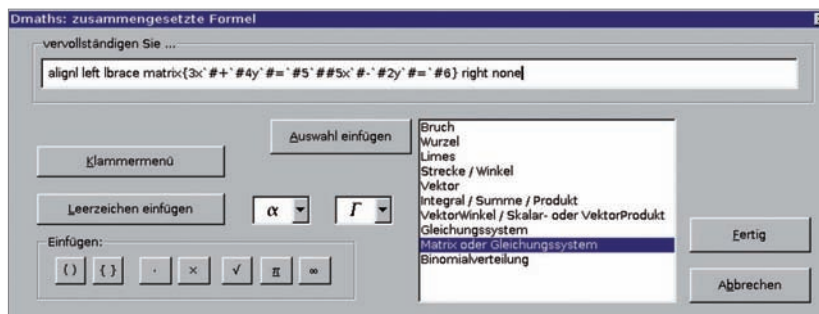 Dmaths: zusammengesetzte Formel
vervollständigen Sie ...
alignl left lbrace matrix{3x`#+`#4y`#=`#5`##5x`#-`#2y`#=`#6} right none
Auswahl einfügen
Klammermenü
Leerzeichen einfügen
α
Γ
Einfügen:
() {} · × √ π ∞
Bruch
Wurzel
Limes
Strecke / Winkel
Vektor
Integral / Summe / Produkt
VektorWinkel / Skalar- oder VektorProdukt
Gleichungssystem
Matrix oder Gleichungssystem
Binomialverteilung
Fertig
Abbrechen